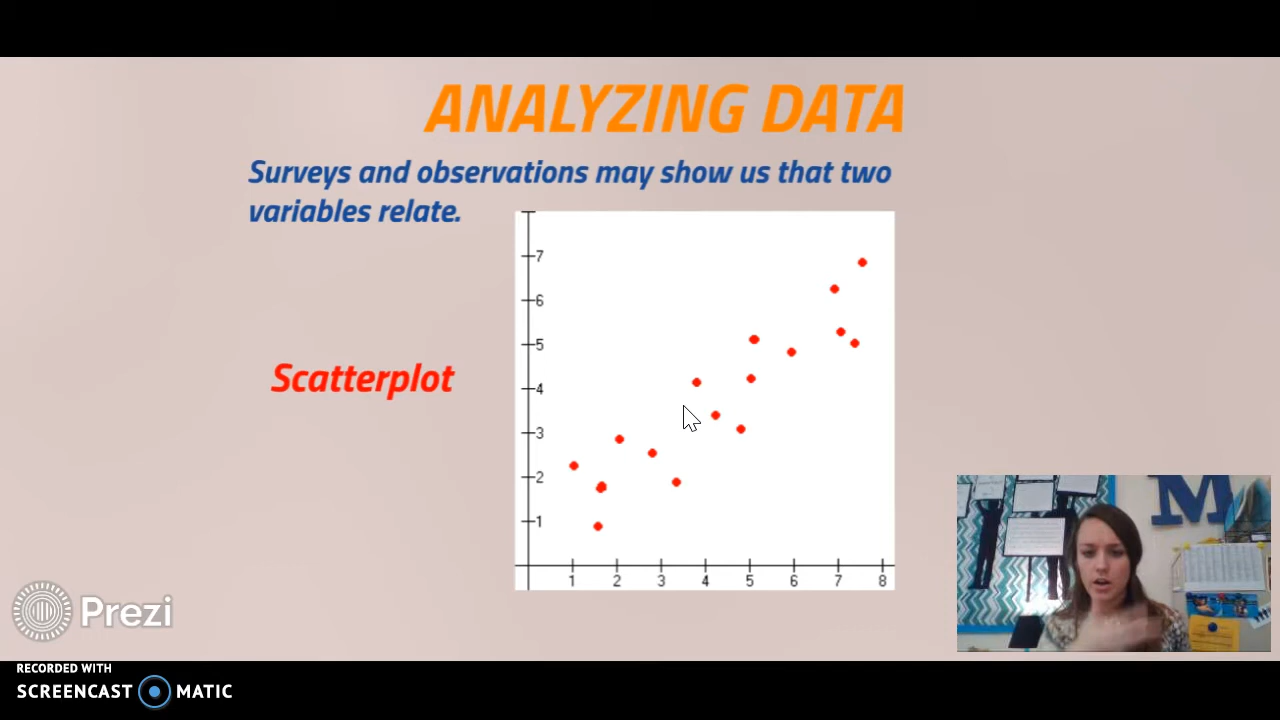 ANALYZING DATA
Surveys and observations may show us that two
variables relate.
Scatterplot
7
6
5
4
3
2
1
1 2 3 4 5 6 7 8
M
Prezi
RECORDED WITH
SCREENCAST MATIC